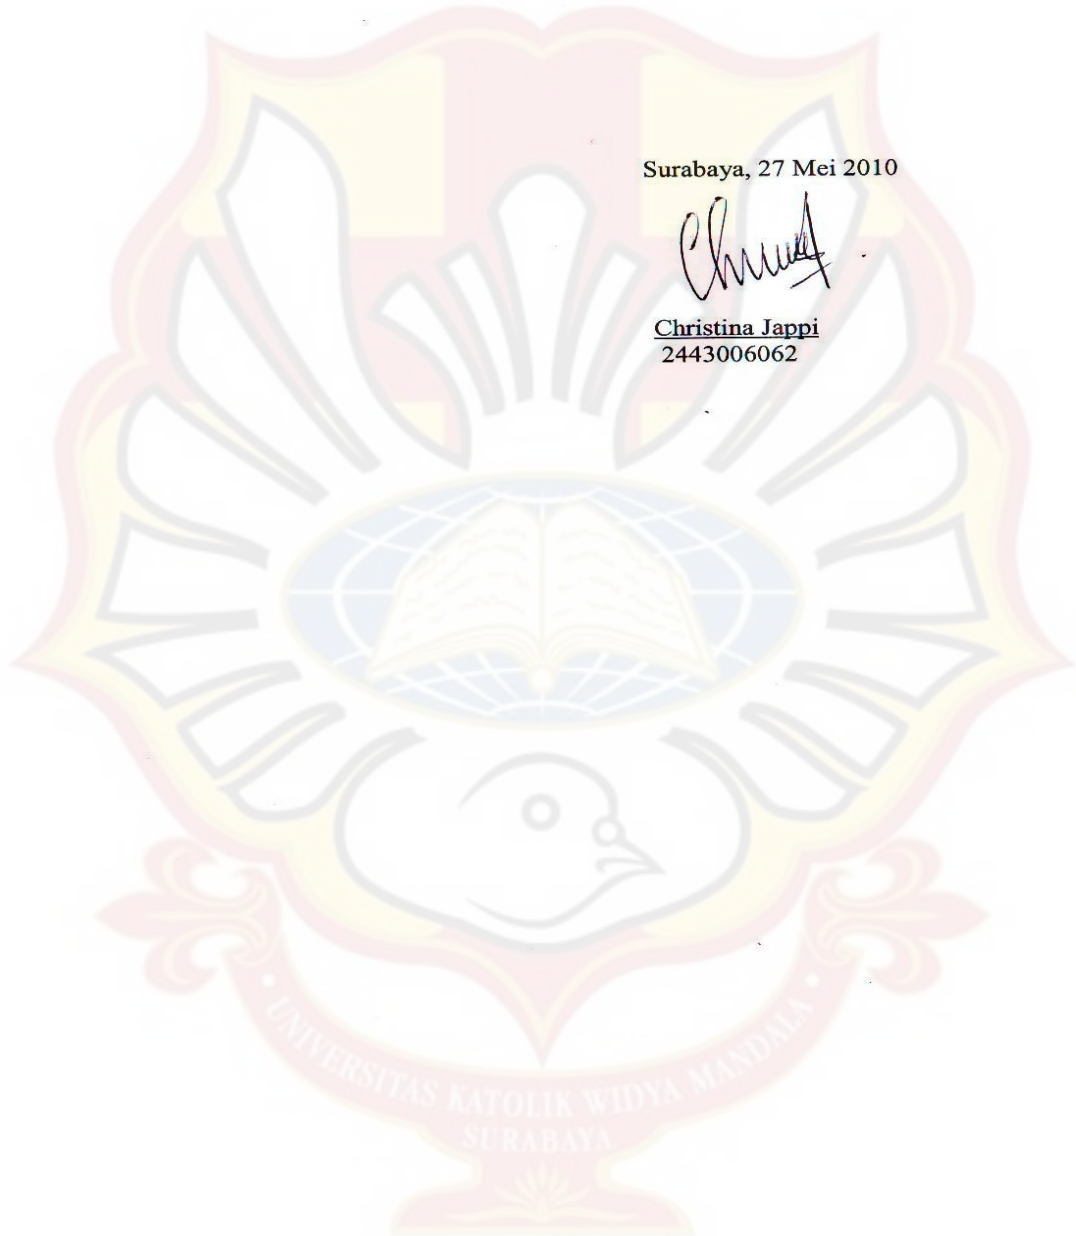 Surabaya, 27 Mei 2010
Christina Jappi
2443006062
UNIVERSITAS KATOLIK WIDYA MANDALA
SURABAYA